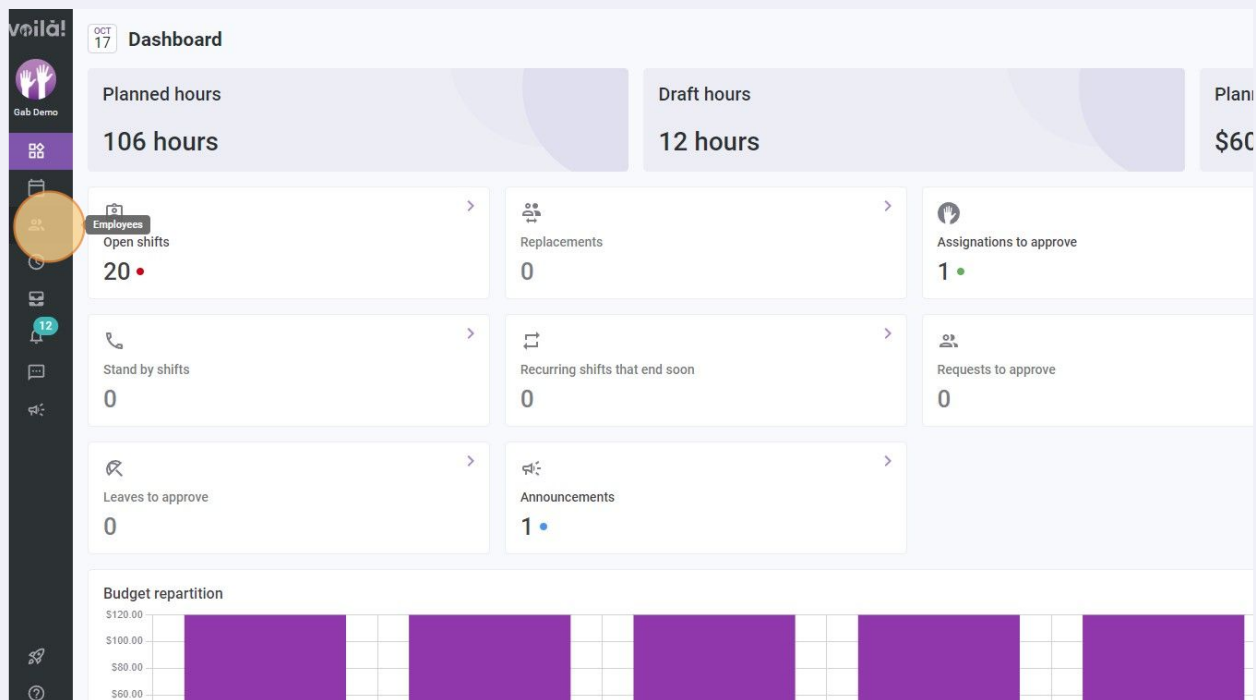 voilà!
OCT
17
Dashboard
Gab Demo
Planned hours
106 hours
Draft hours
12 hours
$60
Employees
Open shifts
20
Replacements
0
Assignations to approve
1
12
Stand by shifts
0
Recurring shifts that end soon
0
Requests to approve
0
Leaves to approve
0
Announcements
1
Budget repartition
$120.00
$100.00
$80.00
$60.00